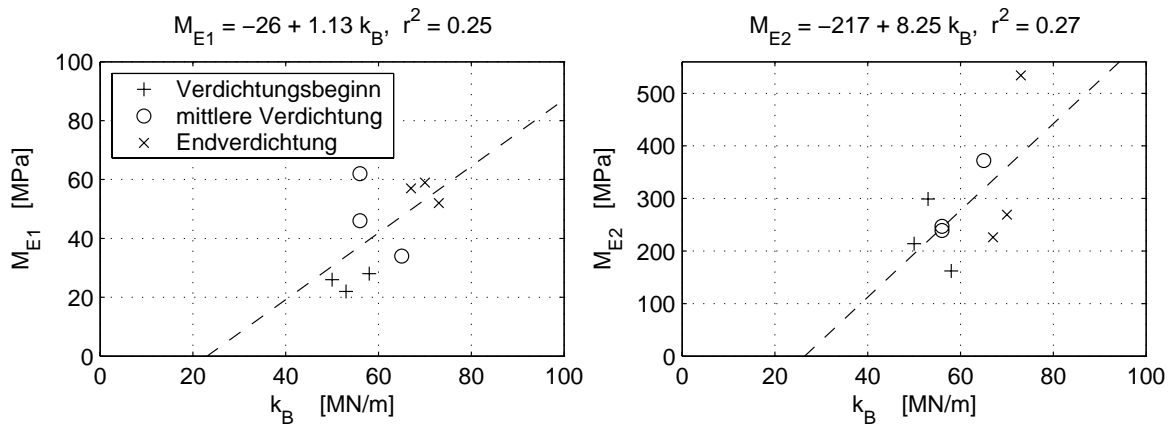 M_E1 = −26 + 1.13 k_B, r² = 0.25
100
80
60
40
20
0
M_E1 [MPa]
+ Verdichtungsbeginn
○ mittlere Verdichtung
× Endverdichtung
0 20 40 60 80 100
k_B [MN/m]
M_E2 = −217 + 8.25 k_B, r² = 0.27
500
400
300
200
100
0
M_E2 [MPa]
0 20 40 60 80 100
k_B [MN/m]